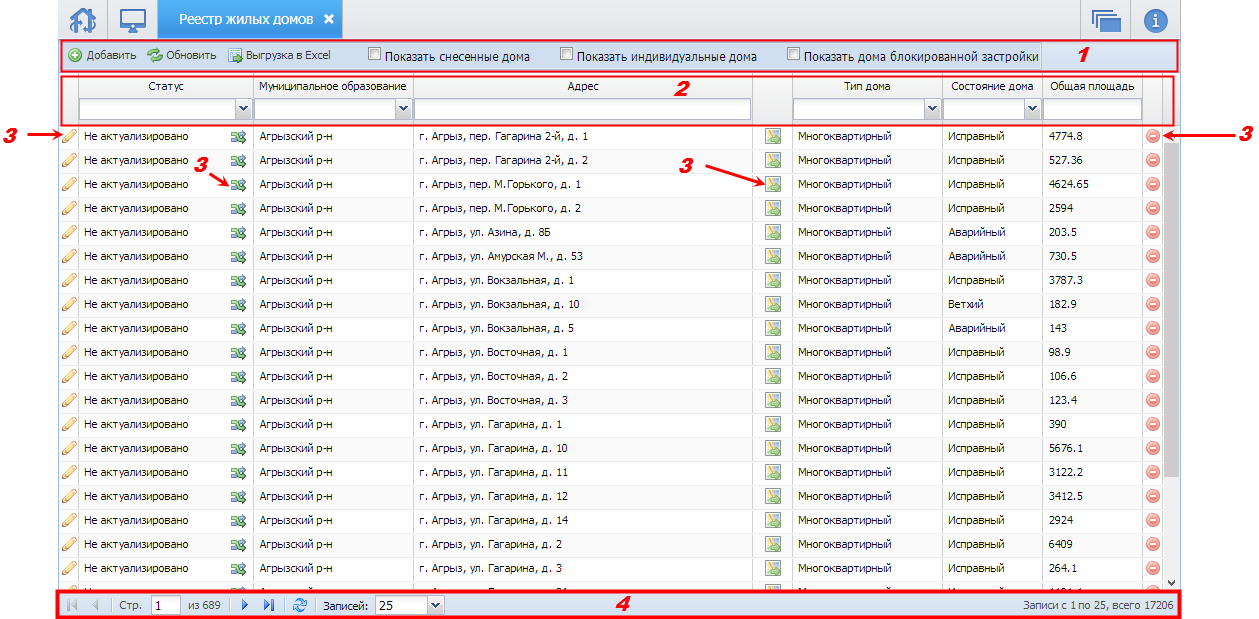 Реестр жилых домов
Добавить Обновить Выгрузка в Excel Показать снесенные дома Показать индивидуальные дома Показать дома блокированной застройки 1
Статус Муниципальное образование Адрес 2 Тип дома Состояние дома Общая площадь
3 Не актуализировано Агрызский р-н г. Агрыз, пер. Гагарина 2-й, д. 1 Многоквартирный Исправный 4774.8 3
Не актуализировано Агрызский р-н г. Агрыз, пер. Гагарина 2-й, д. 2 Многоквартирный Исправный 527.36
3 3
Не актуализировано Агрызский р-н г. Агрыз, пер. М.Горького, д. 1 Многоквартирный Исправный 4624.65
Не актуализировано Агрызский р-н г. Агрыз, пер. М.Горького, д. 2 Многоквартирный Исправный 2594
Не актуализировано Агрызский р-н г. Агрыз, ул. Азина, д. 8Б Многоквартирный Аварийный 203.5
Не актуализировано Агрызский р-н г. Агрыз, ул. Амурская М., д. 53 Многоквартирный Аварийный 730.5
Не актуализировано Агрызский р-н г. Агрыз, ул. Вокзальная, д. 1 Многоквартирный Исправный 3787.3
Не актуализировано Агрызский р-н г. Агрыз, ул. Вокзальная, д. 10 Многоквартирный Ветхий 182.9
Не актуализировано Агрызский р-н г. Агрыз, ул. Вокзальная, д. 5 Многоквартирный Аварийный 143
Не актуализировано Агрызский р-н г. Агрыз, ул. Восточная, д. 1 Многоквартирный Исправный 98.9
Не актуализировано Агрызский р-н г. Агрыз, ул. Восточная, д. 2 Многоквартирный Исправный 106.6
Не актуализировано Агрызский р-н г. Агрыз, ул. Восточная, д. 3 Многоквартирный Исправный 123.4
Не актуализировано Агрызский р-н г. Агрыз, ул. Гагарина, д. 1 Многоквартирный Исправный 390
Не актуализировано Агрызский р-н г. Агрыз, ул. Гагарина, д. 10 Многоквартирный Исправный 5676.1
Не актуализировано Агрызский р-н г. Агрыз, ул. Гагарина, д. 11 Многоквартирный Исправный 3122.2
Не актуализировано Агрызский р-н г. Агрыз, ул. Гагарина, д. 12 Многоквартирный Исправный 3412.5
Не актуализировано Агрызский р-н г. Агрыз, ул. Гагарина, д. 14 Многоквартирный Исправный 2924
Не актуализировано Агрызский р-н г. Агрыз, ул. Гагарина, д. 2 Многоквартирный Исправный 6409
Не актуализировано Агрызский р-н г. Агрыз, ул. Гагарина, д. 3 Многоквартирный Исправный 264.1
Стр. 1 из 689 Записей: 25 4 Записи с 1 по 25, всего 17206